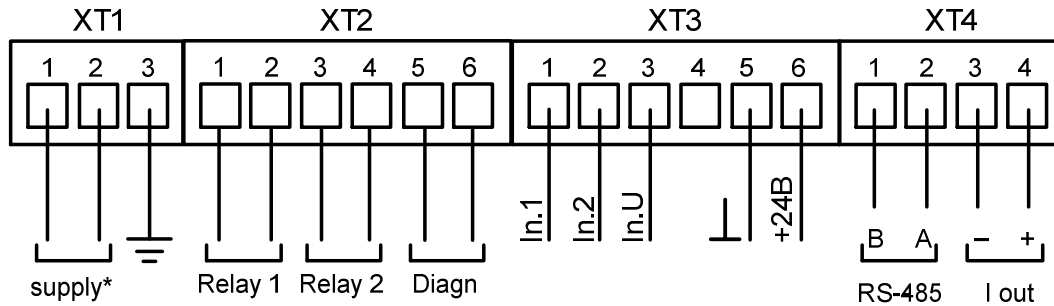 XT1 XT2 XT3 XT4
1 2 3 1 2 3 4 5 6 1 2 3 4 5 6 1 2 3 4
In.1 In.2 In.U +24B
B A − +
supply* Relay 1 Relay 2 Diagn RS-485 I out